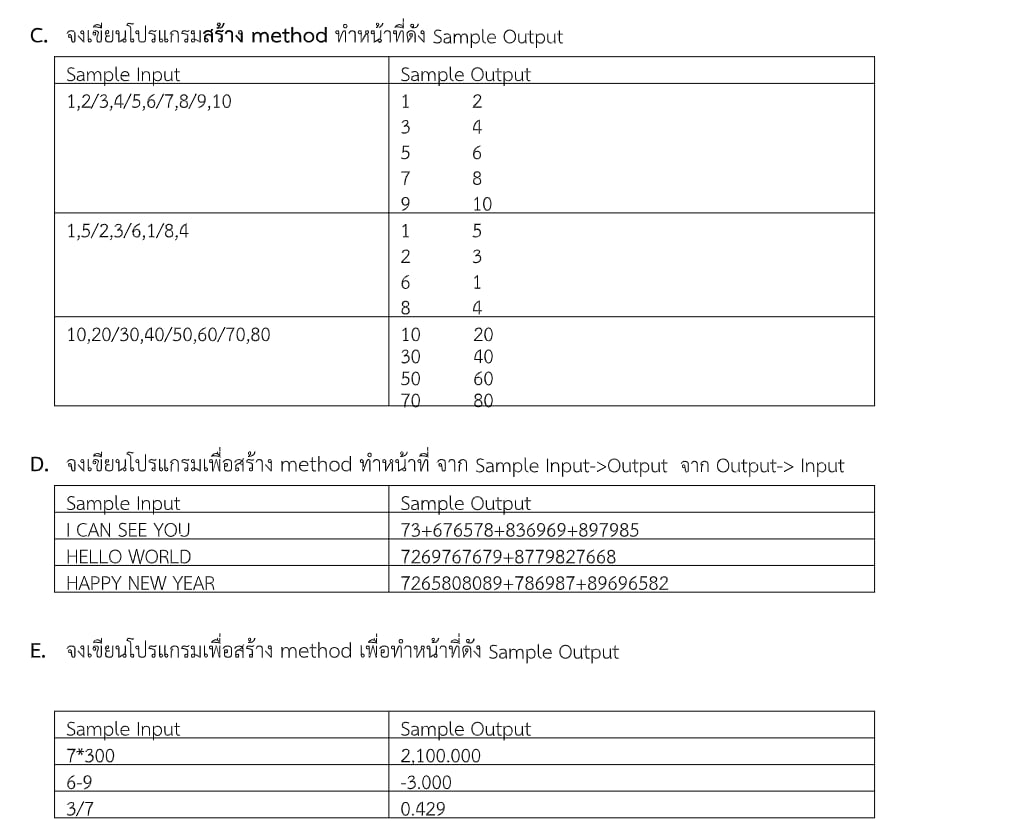 C. จงเขียนโปรแกรมสร้าง method ทำหน้าที่ดัง Sample Output
Sample Input Sample Output
1,2/3,4/5,6/7,8/9,10 1 2
3 4
5 6
7 8
9 10
1,5/2,3/6,1/8,4 1 5
2 3
6 1
8 4
10,20/30,40/50,60/70,80 10 20
30 40
50 60
70 80
D. จงเขียนโปรแกรมเพื่อสร้าง method ทำหน้าที่ จาก Sample Input->Output จาก Output-> Input
Sample Input Sample Output
I CAN SEE YOU 73+676578+836969+897985
HELLO WORLD 7269767679+8779827668
HAPPY NEW YEAR 7265808089+786987+89696582
E. จงเขียนโปรแกรมเพื่อสร้าง method เพื่อทำหน้าที่ดัง Sample Output
Sample Input Sample Output
7*300 2,100.000
6-9 -3.000
3/7 0.429